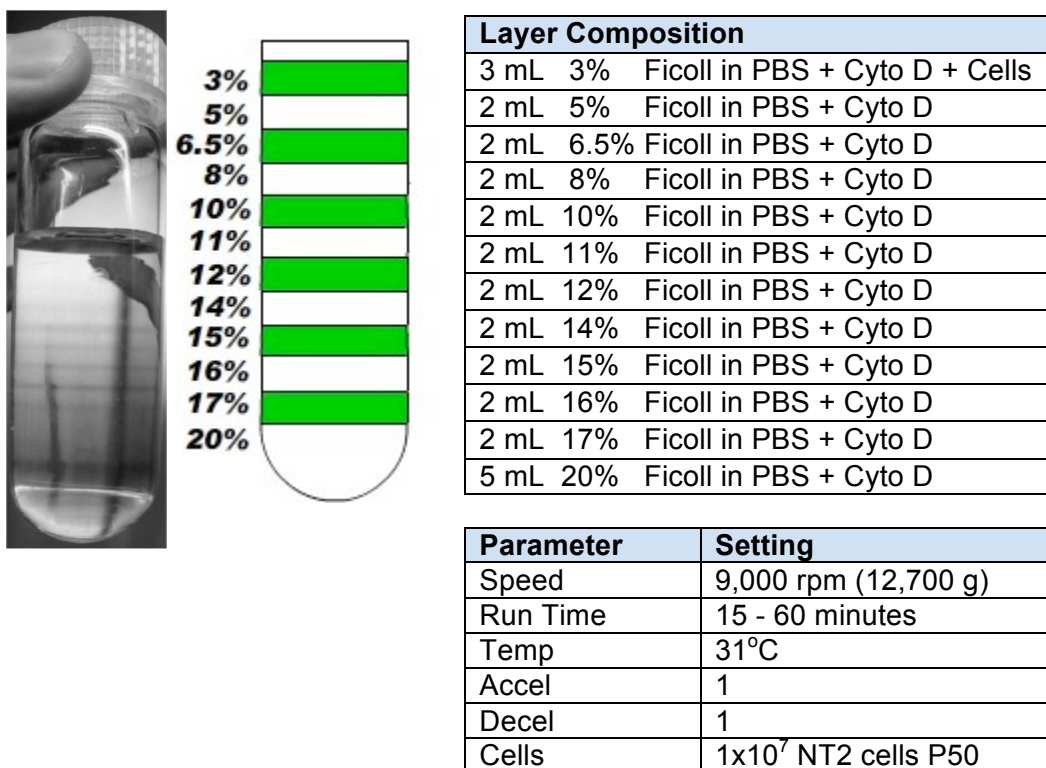 3%
5%
6.5%
8%
10%
11%
12%
14%
15%
16%
17%
20%
Layer Composition
3 mL 3% Ficoll in PBS + Cyto D + Cells
2 mL 5% Ficoll in PBS + Cyto D
2 mL 6.5% Ficoll in PBS + Cyto D
2 mL 8% Ficoll in PBS + Cyto D
2 mL 10% Ficoll in PBS + Cyto D
2 mL 11% Ficoll in PBS + Cyto D
2 mL 12% Ficoll in PBS + Cyto D
2 mL 14% Ficoll in PBS + Cyto D
2 mL 15% Ficoll in PBS + Cyto D
2 mL 16% Ficoll in PBS + Cyto D
2 mL 17% Ficoll in PBS + Cyto D
5 mL 20% Ficoll in PBS + Cyto D
Parameter Setting
Speed 9,000 rpm (12,700 g)
Run Time 15 - 60 minutes
Temp 31°C
Accel 1
Decel 1
Cells 1x10⁷ NT2 cells P50